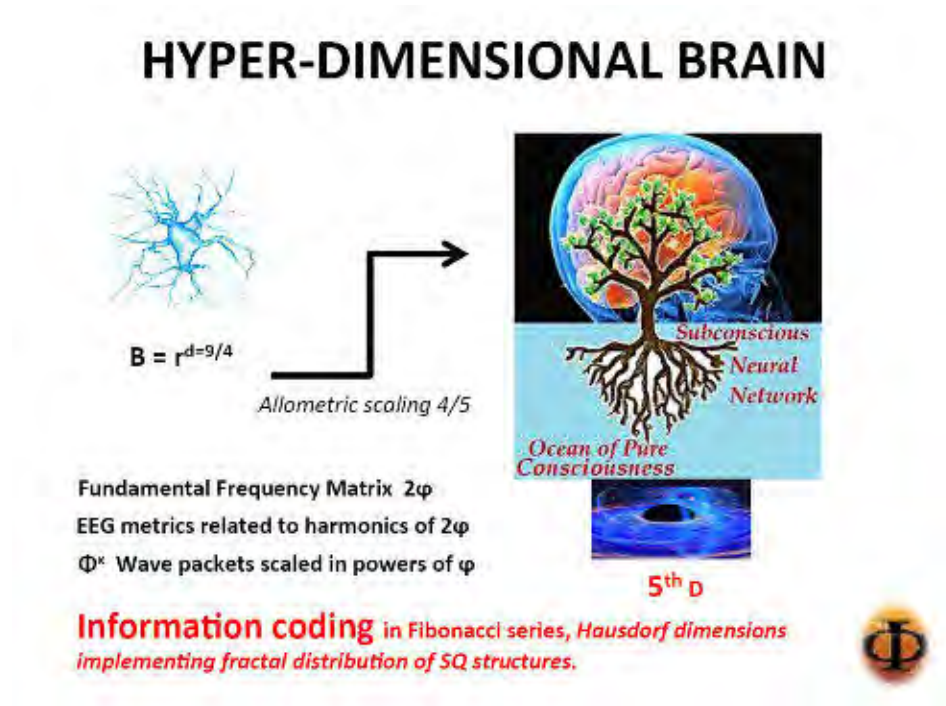 HYPER-DIMENSIONAL BRAIN
B = r^d=9/4
Allometric scaling 4/5
Subconscious
Neural
Network
Ocean of Pure
Consciousness
Fundamental Frequency Matrix 2φ
EEG metrics related to harmonics of 2φ
Φᵏ Wave packets scaled in powers of φ
5th D
Information coding in Fibonacci series, Hausdorf dimensions
implementing fractal distribution of SQ structures.
Φ